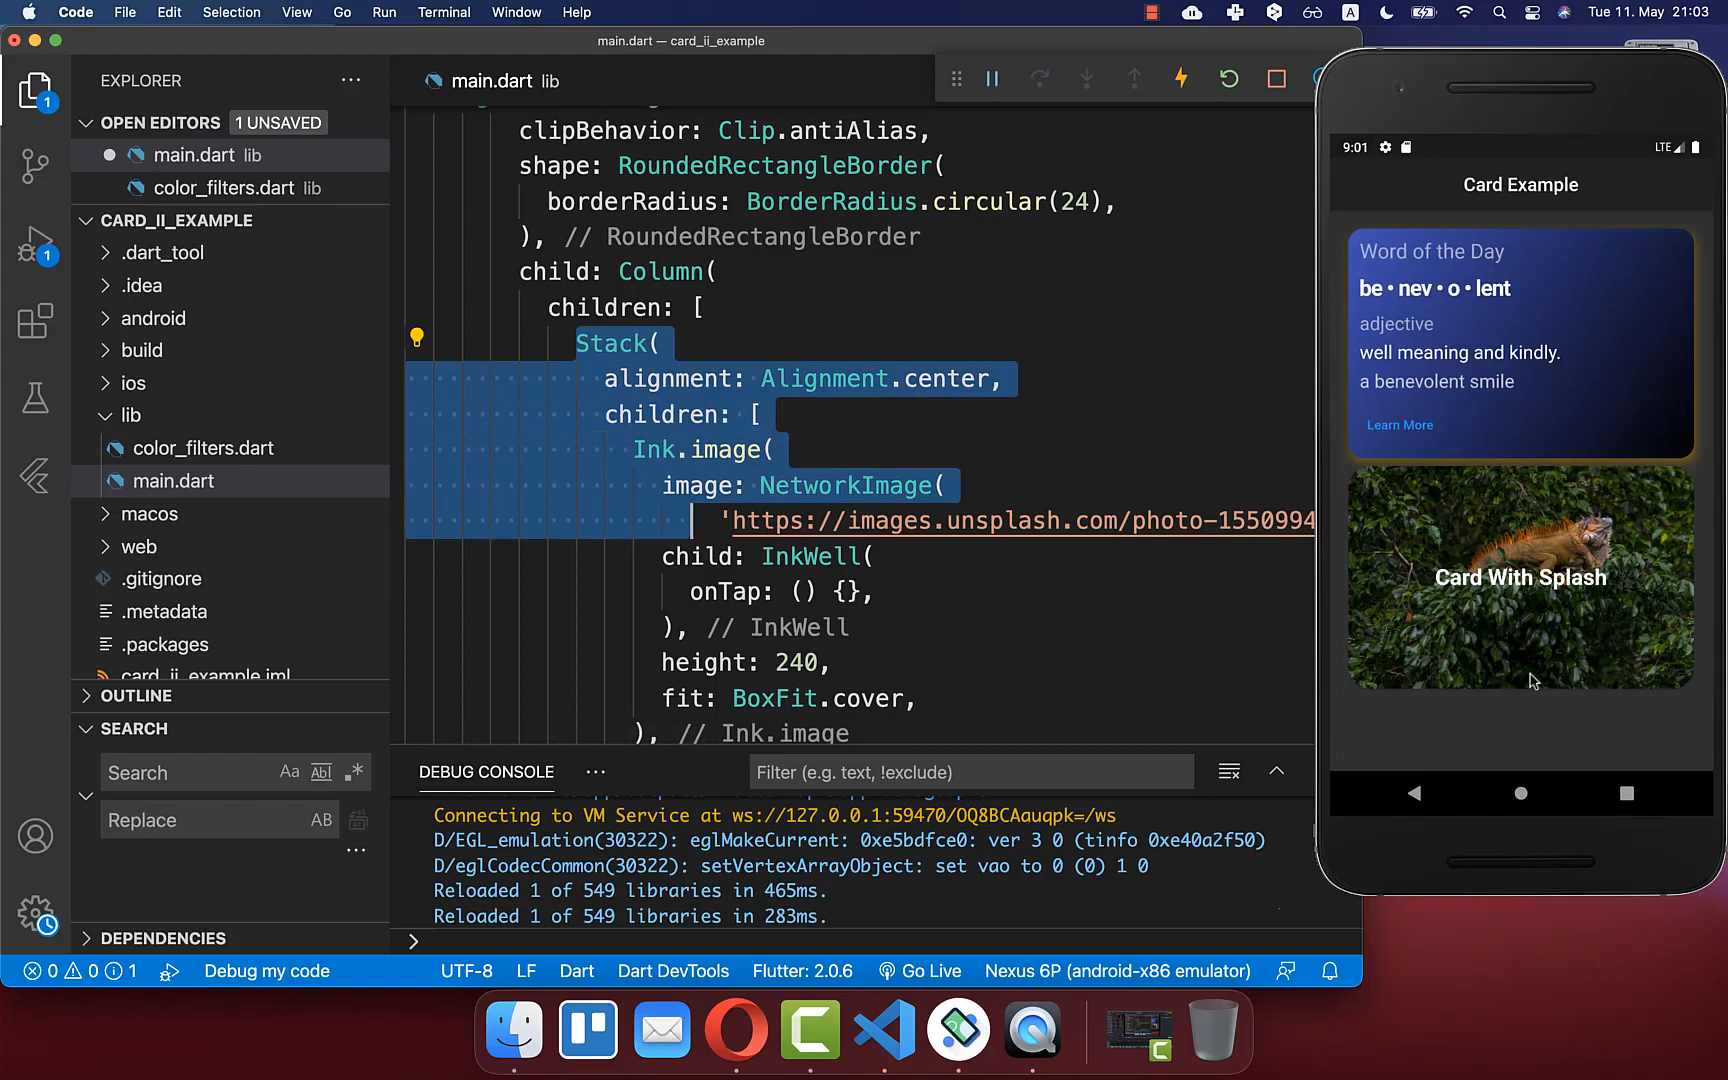 Code File Edit Selection View Go Run Terminal Window Help
A
Tue 11. May 21:03
main.dart — card_ii_example
EXPLORER
1
OPEN EDITORS 1 UNSAVED
main.dart lib
color_filters.dart lib
CARD_II_EXAMPLE
.dart_tool
1
.idea
android
build
ios
lib
color_filters.dart
main.dart
macos
web
.gitignore
.metadata
.packages
card_ii_example.iml
OUTLINE
SEARCH
Search
Aa Abl .*
Replace
AB
DEPENDENCIES
main.dart lib
clipBehavior: Clip.antiAlias,
shape: RoundedRectangleBorder(
borderRadius: BorderRadius.circular(24),
), // RoundedRectangleBorder
child: Column(
children: [
Stack(
alignment: Alignment.center,
children: [
Ink.image(
image: NetworkImage(
'https://images.unsplash.com/photo-1550994
child: InkWell(
onTap: () {},
), // InkWell
height: 240,
fit: BoxFit.cover,
), // Ink.image
DEBUG CONSOLE
Filter (e.g. text, !exclude)
Connecting to VM Service at ws://127.0.0.1:59470/OQ8BCAauqpk=/ws
D/EGL_emulation(30322): eglMakeCurrent: 0xe5bdfce0: ver 3 0 (tinfo 0xe40a2f50)
D/eglCodecCommon(30322): setVertexArrayObject: set vao to 0 (0) 1 0
Reloaded 1 of 549 libraries in 465ms.
Reloaded 1 of 549 libraries in 283ms.
9:01
LTE
Card Example
Word of the Day
be • nev • o • lent
adjective
well meaning and kindly.
a benevolent smile
Learn More
Card With Splash
0 0 1 Debug my code UTF-8 LF Dart Dart DevTools Flutter: 2.0.6 Go Live Nexus 6P (android-x86 emulator)